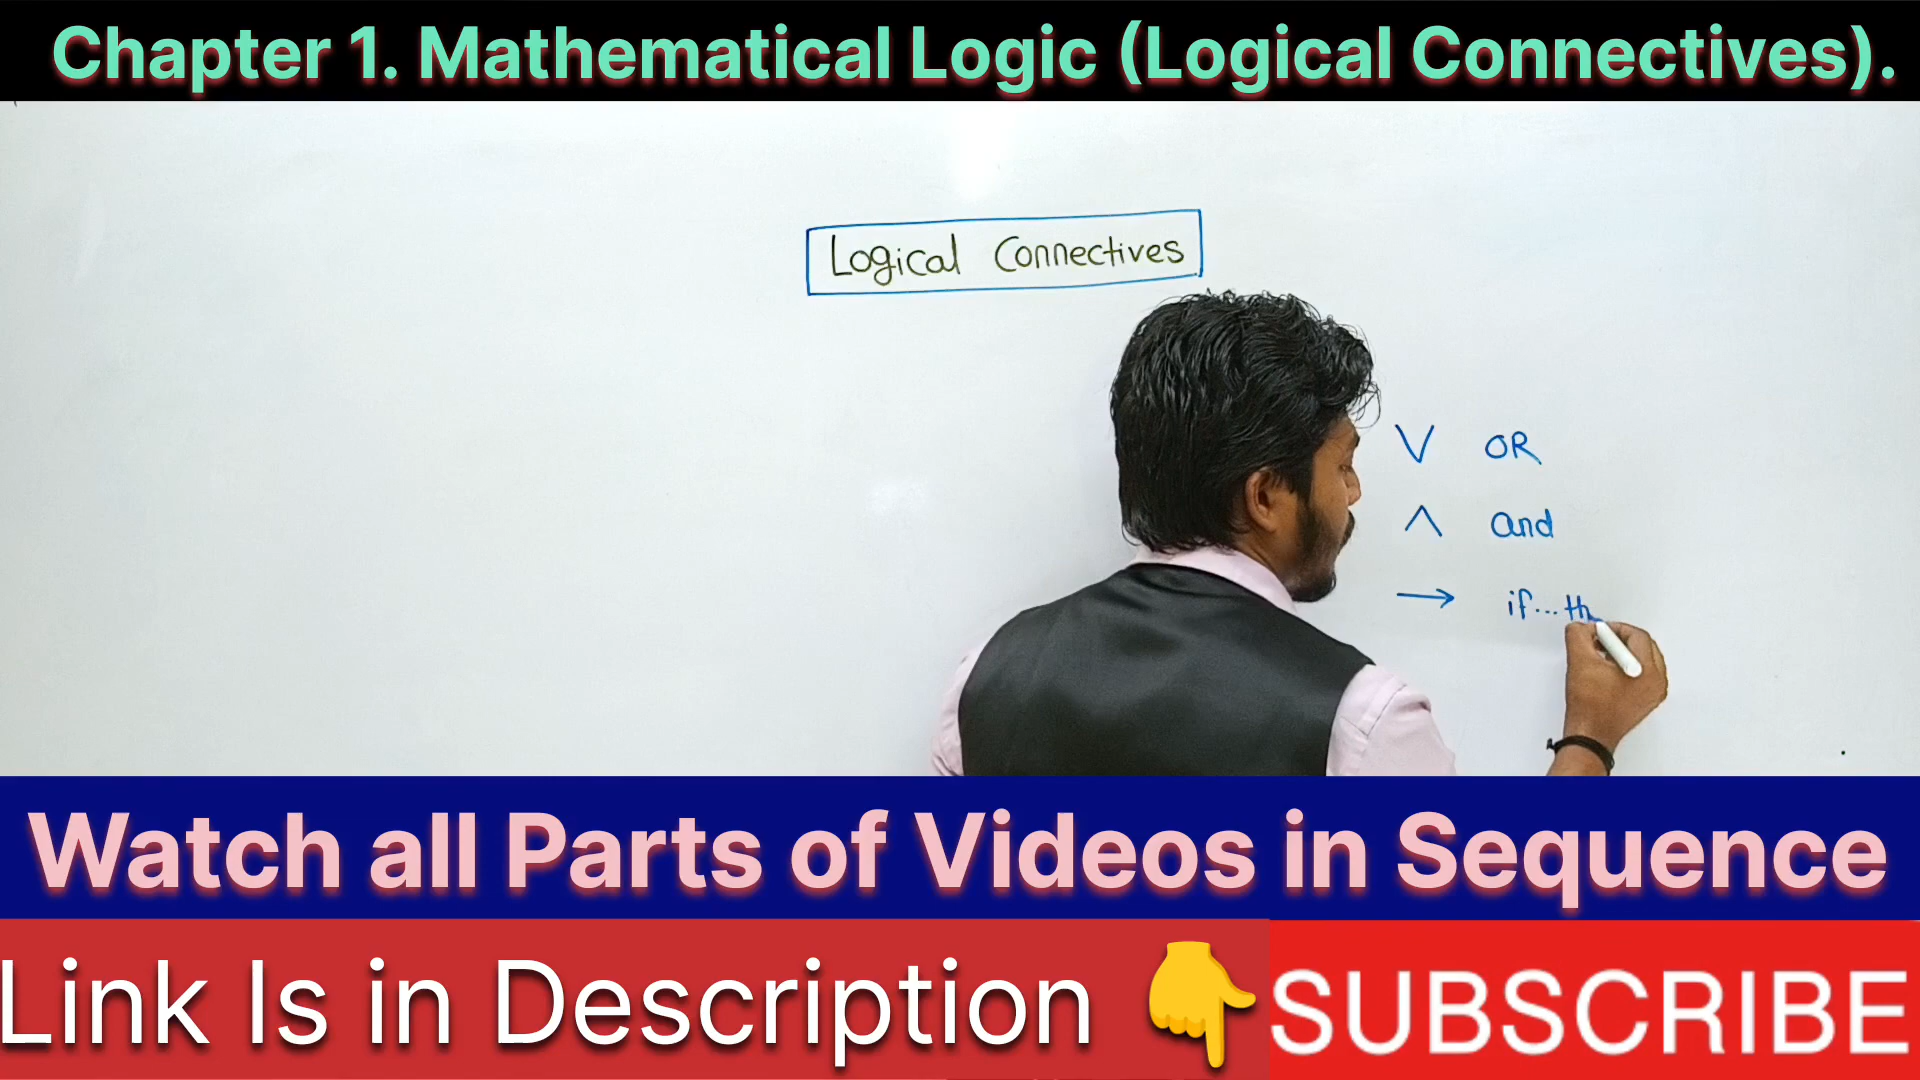 Chapter 1. Mathematical Logic (Logical Connectives).
Logical Connectives
V OR
∧ and
→ if...th
Watch all Parts of Videos in Sequence
Link Is in Description 👇 SUBSCRIBE